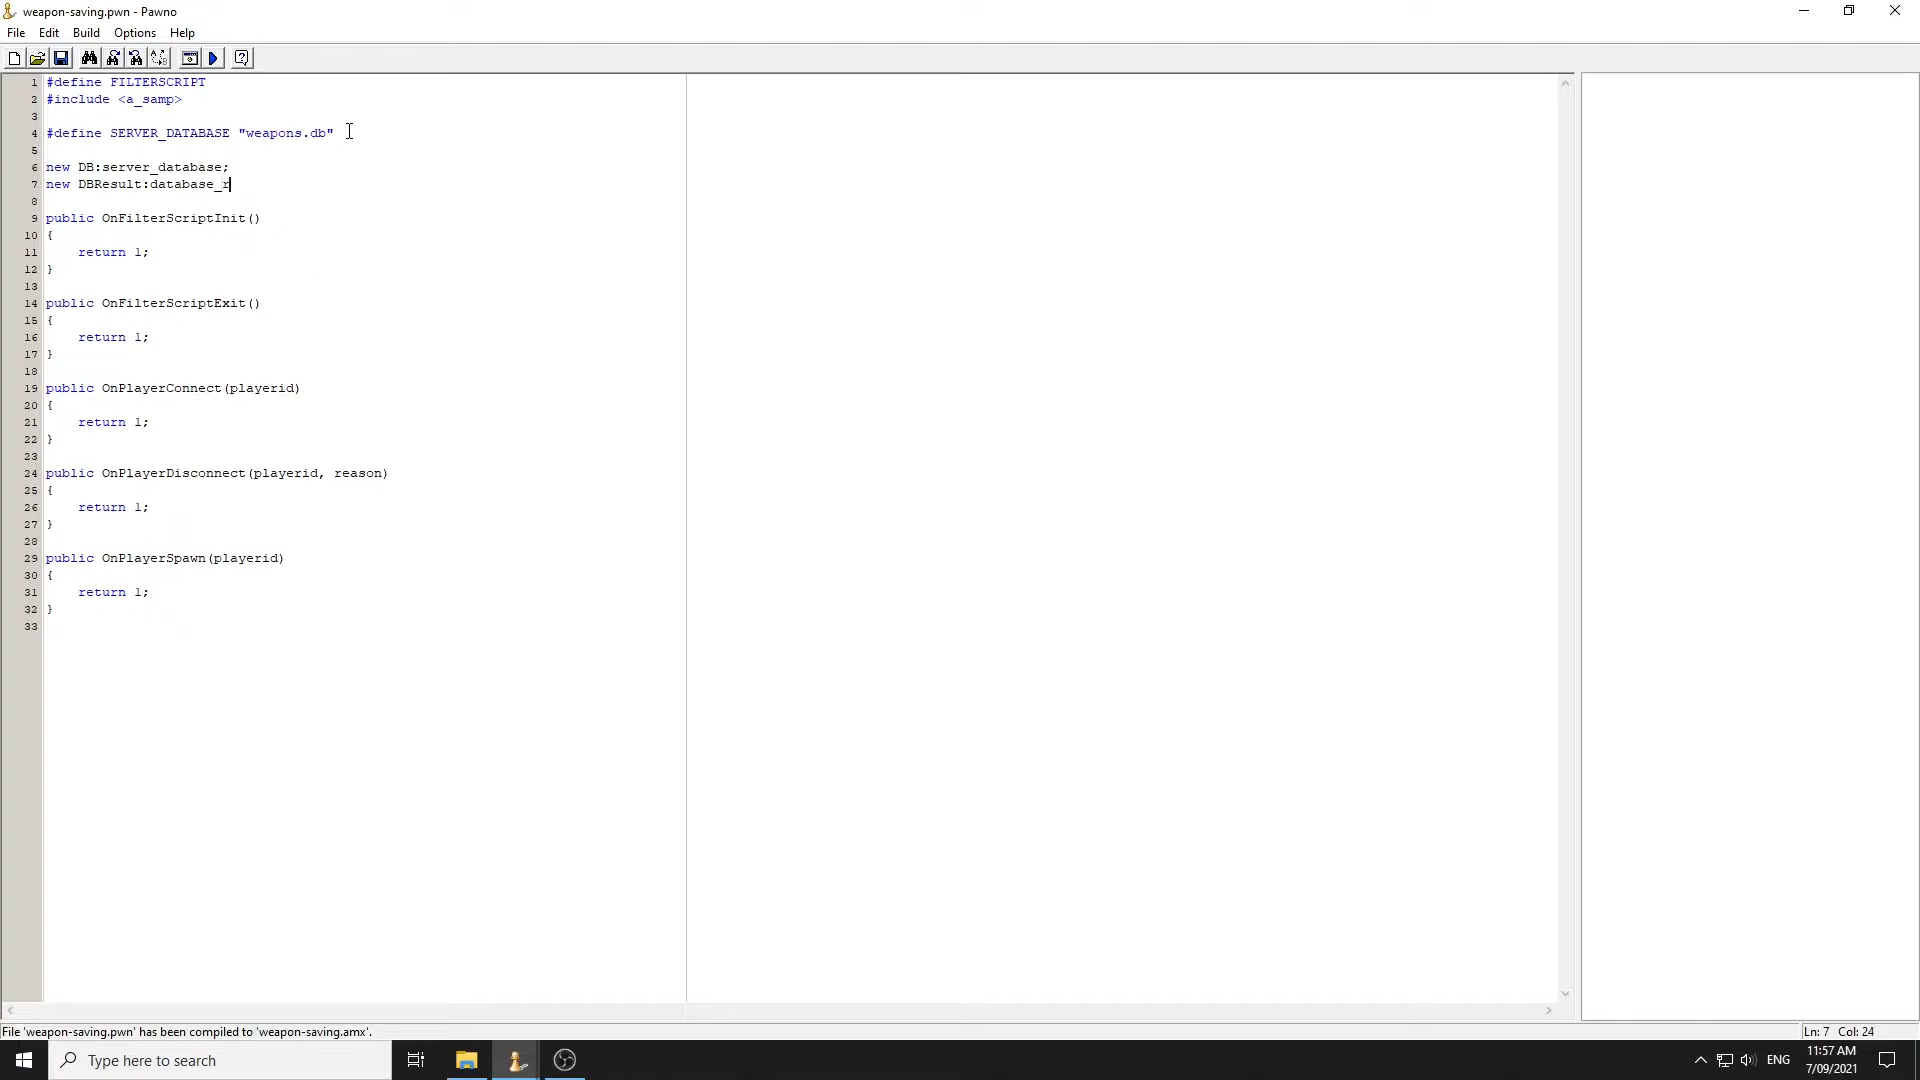 weapon-saving.pwn - Pawno
File Edit Build Options Help
1 #define FILTERSCRIPT
2 #include <a_samp>
3
4 #define SERVER_DATABASE "weapons.db"
5
6 new DB:server_database;
7 new DBResult:database_r
8
9 public OnFilterScriptInit()
10 {
11 return 1;
12 }
13
14 public OnFilterScriptExit()
15 {
16 return 1;
17 }
18
19 public OnPlayerConnect(playerid)
20 {
21 return 1;
22 }
23
24 public OnPlayerDisconnect(playerid, reason)
25 {
26 return 1;
27 }
28
29 public OnPlayerSpawn(playerid)
30 {
31 return 1;
32 }
33
File 'weapon-saving.pwn' has been compiled to 'weapon-saving.amx'.
Ln: 7 Col: 24
Type here to search
ENG
11:57 AM
7/09/2021